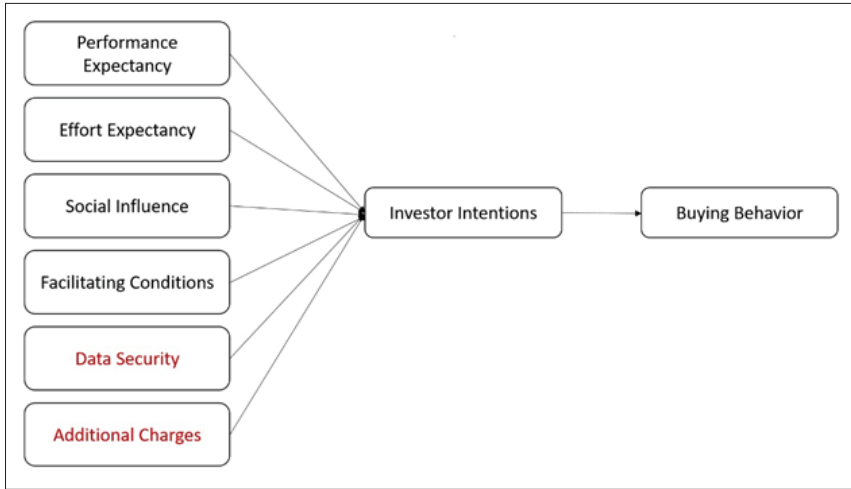 Performance
Expectancy
Effort Expectancy
Social Influence
Investor Intentions
Buying Behavior
Facilitating Conditions
Data Security
Additional Charges